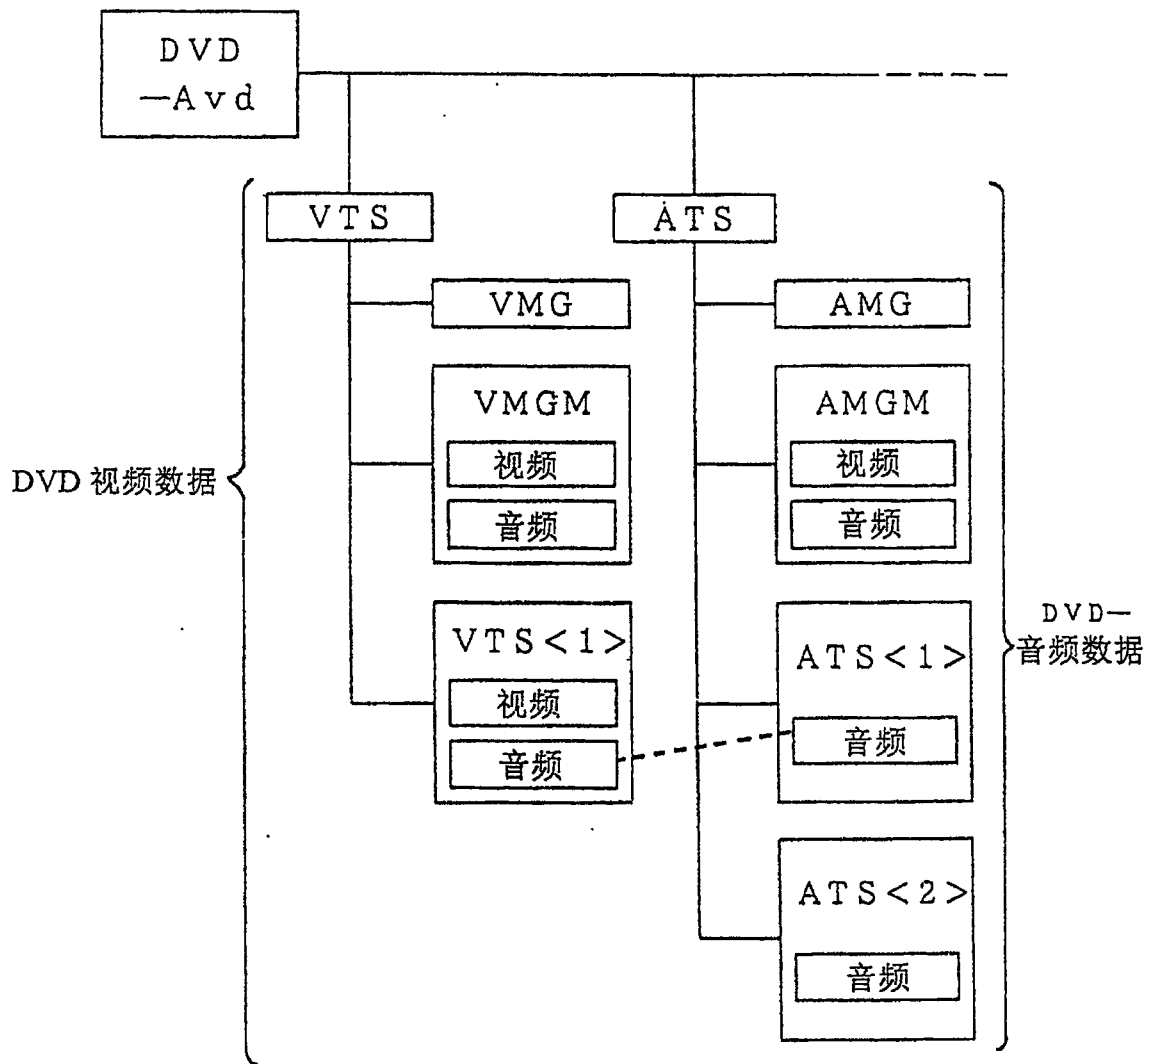 DVD
—Avd
VTS
ATS
VMG
AMG
VMGM
视频
音频
AMGM
视频
音频
DVD 视频数据
VTS<1>
视频
音频
ATS<1>
音频
DVD—
音频数据
ATS<2>
音频